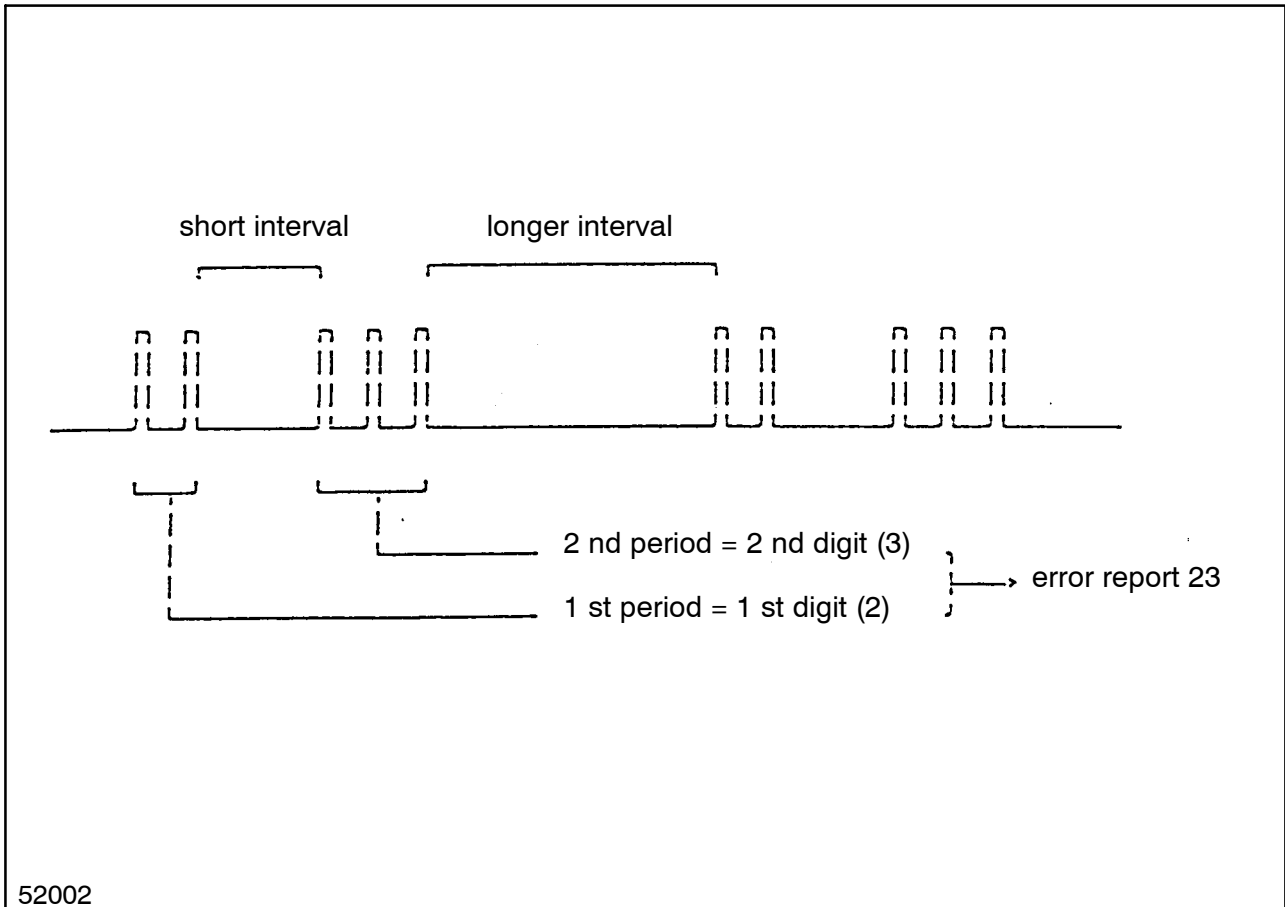 short interval
longer interval
2 nd period = 2 nd digit (3)
error report 23
1 st period = 1 st digit (2)
52002